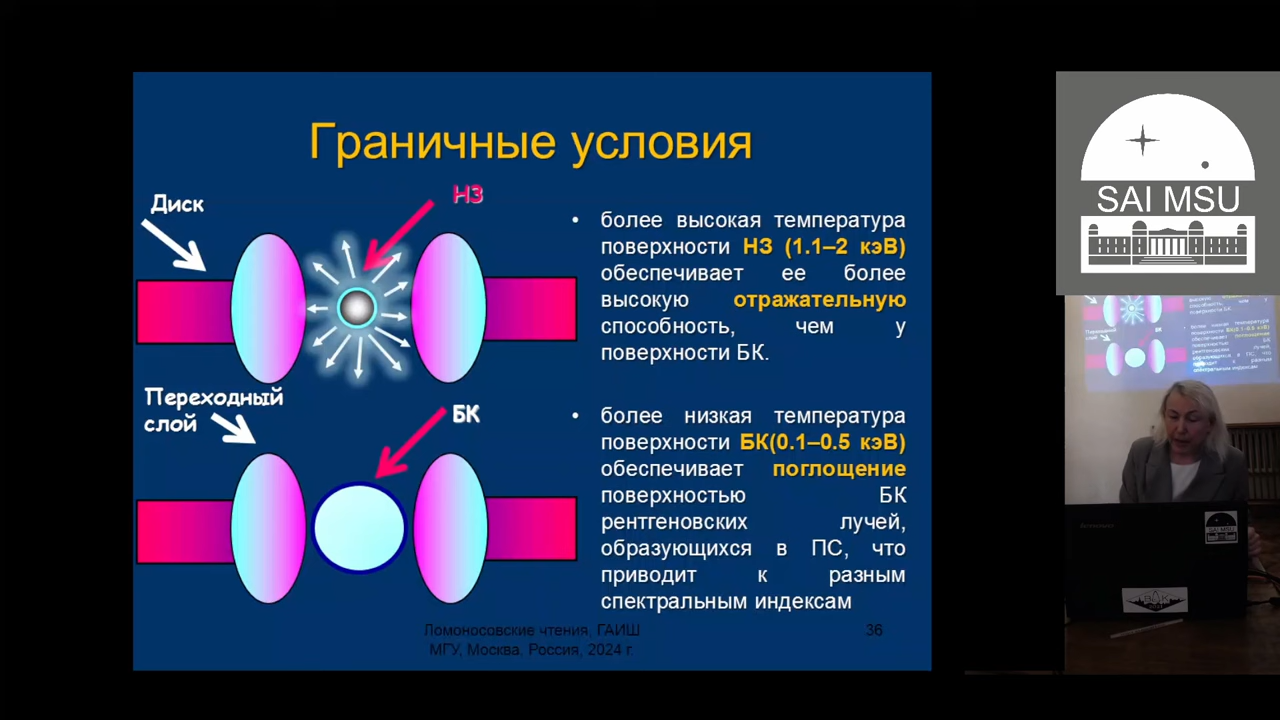 Граничные условия
Диск
НЗ
Переходный
слой
БК
• более высокая температура
поверхности НЗ (1.1–2 кэВ)
обеспечивает ее более
высокую отражательную
способность, чем у
поверхности БК.
• более низкая температура
поверхности БК(0.1–0.5 кэВ)
обеспечивает поглощение
поверхностью БК
рентгеновских лучей,
образующихся в ПС, что
приводит к разным
спектральным индексам
Ломоносовские чтения, ГАИШ
МГУ, Москва, Россия, 2024 г.
36
SAI MSU
SAI MSU